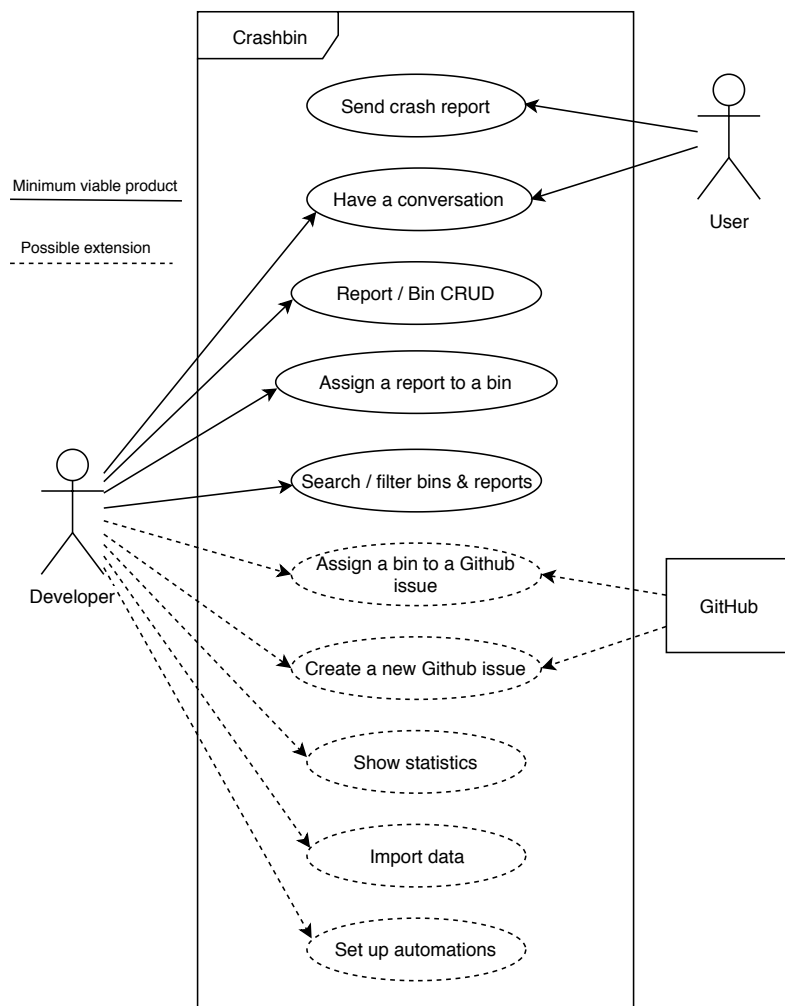 Crashbin
Send crash report
Minimum viable product
Have a conversation
User
Possible extension
Report / Bin CRUD
Assign a report to a bin
Search / filter bins & reports
Assign a bin to a Github
issue
Developer
GitHub
Create a new Github issue
Show statistics
Import data
Set up automations